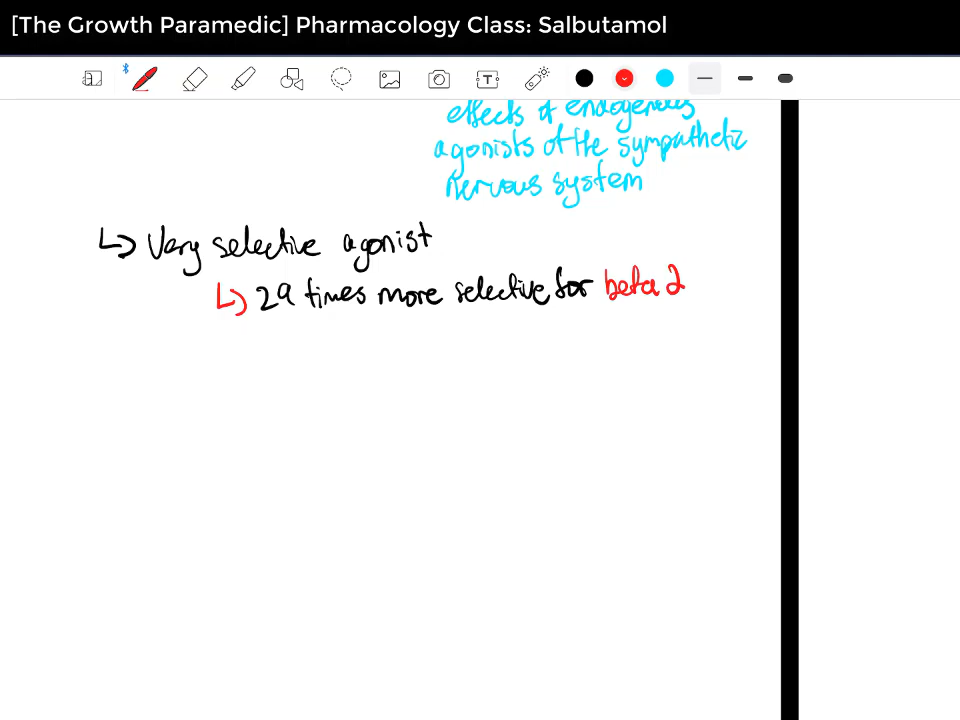 [The Growth Paramedic] Pharmacology Class: Salbutamol
effects of endogenous
agonists of the sympathetic
nervous system
↳ Very selective agonist
↳ 29 times more selective for beta 2